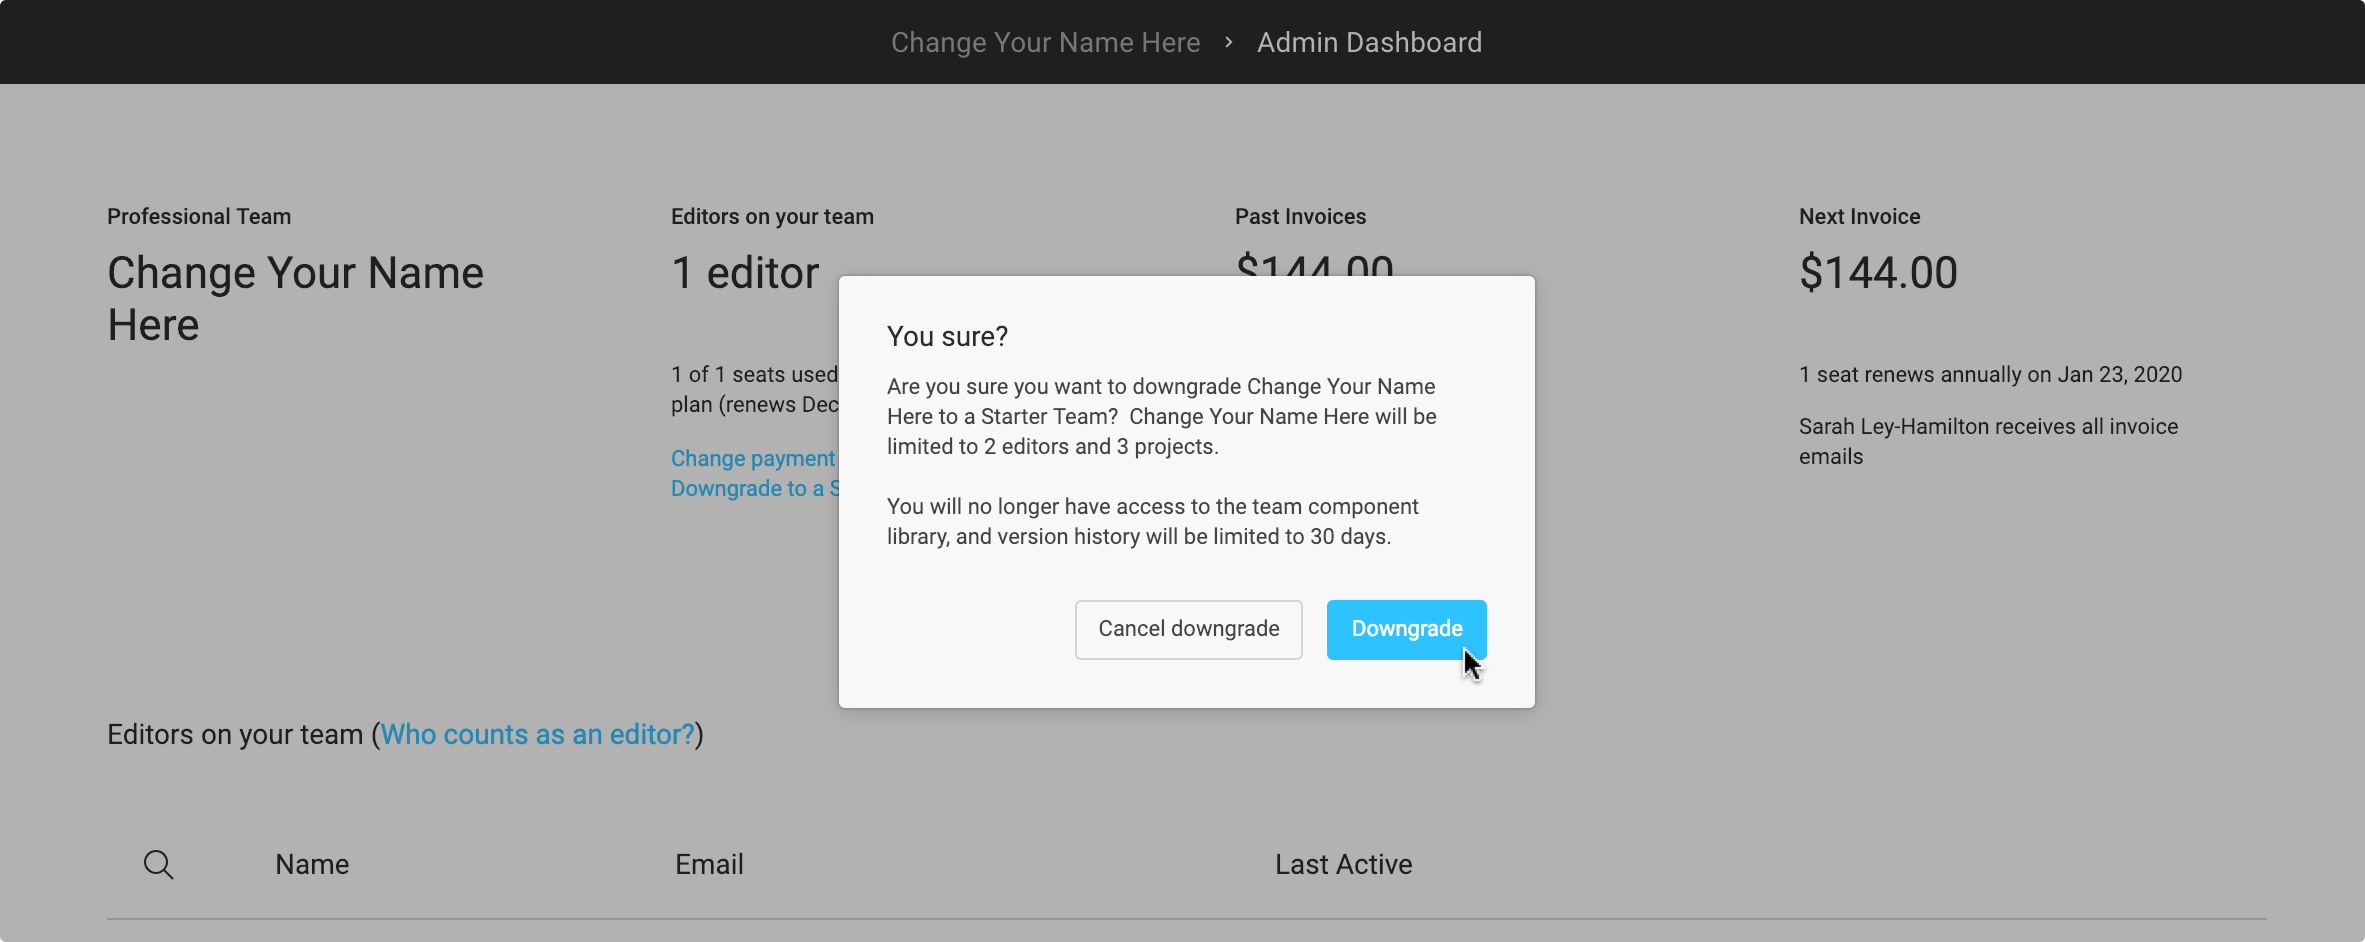 Change Your Name Here › Admin Dashboard
Professional Team
Change Your Name
Here
Editors on your team
1 editor
1 of 1 seats used
plan (renews Dec
Change payment
Downgrade to a S
Past Invoices
$144.00
Next Invoice
$144.00
1 seat renews annually on Jan 23, 2020
Sarah Ley-Hamilton receives all invoice
emails
You sure?
Are you sure you want to downgrade Change Your Name
Here to a Starter Team?  Change Your Name Here will be
limited to 2 editors and 3 projects.
You will no longer have access to the team component
library, and version history will be limited to 30 days.
Cancel downgrade
Downgrade
Editors on your team (Who counts as an editor?)
Name
Email
Last Active